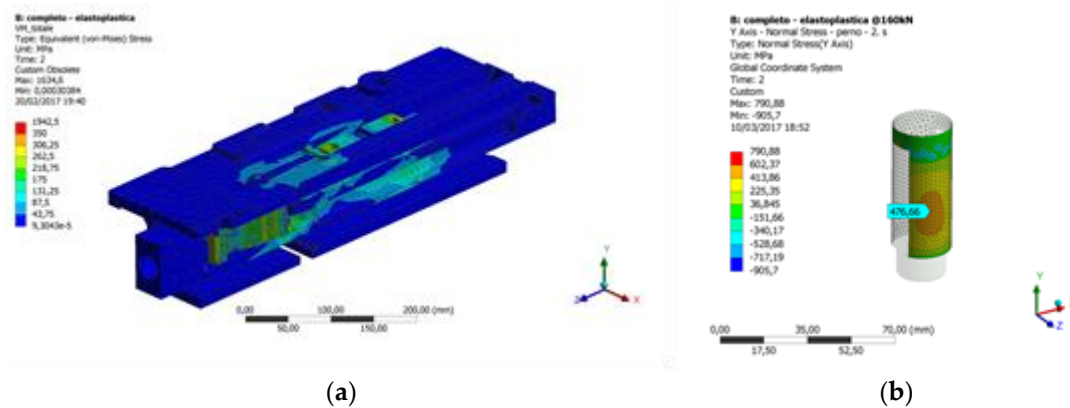 B: completo - elastoplastica
VM_totale
Type: Equivalent (von-Mises) Stress
Unit: MPa
Time: 2
Custom Obsolete
Max: 1634,6
Min: 0,00030384
20/02/2017 19:40
1942,5
350
306,25
262,5
218,75
175
131,25
87,5
43,75
9,3043e-5
Y
Z
X
0,00
100,00
200,00 (mm)
50,00
150,00
(a)
B: completo - elastoplastica @160kN
Y Axis - Normal Stress - perno - 2. s
Type: Normal Stress(Y Axis)
Unit: MPa
Global Coordinate System
Time: 2
Custom
Max: 790,88
Min: -905,7
10/03/2017 18:52
790,88
602,37
413,86
225,35
36,845
-151,66
-340,17
-528,68
-717,19
-905,7
476,66
Y
Z
0,00
35,00
70,00 (mm)
17,50
52,50
(b)